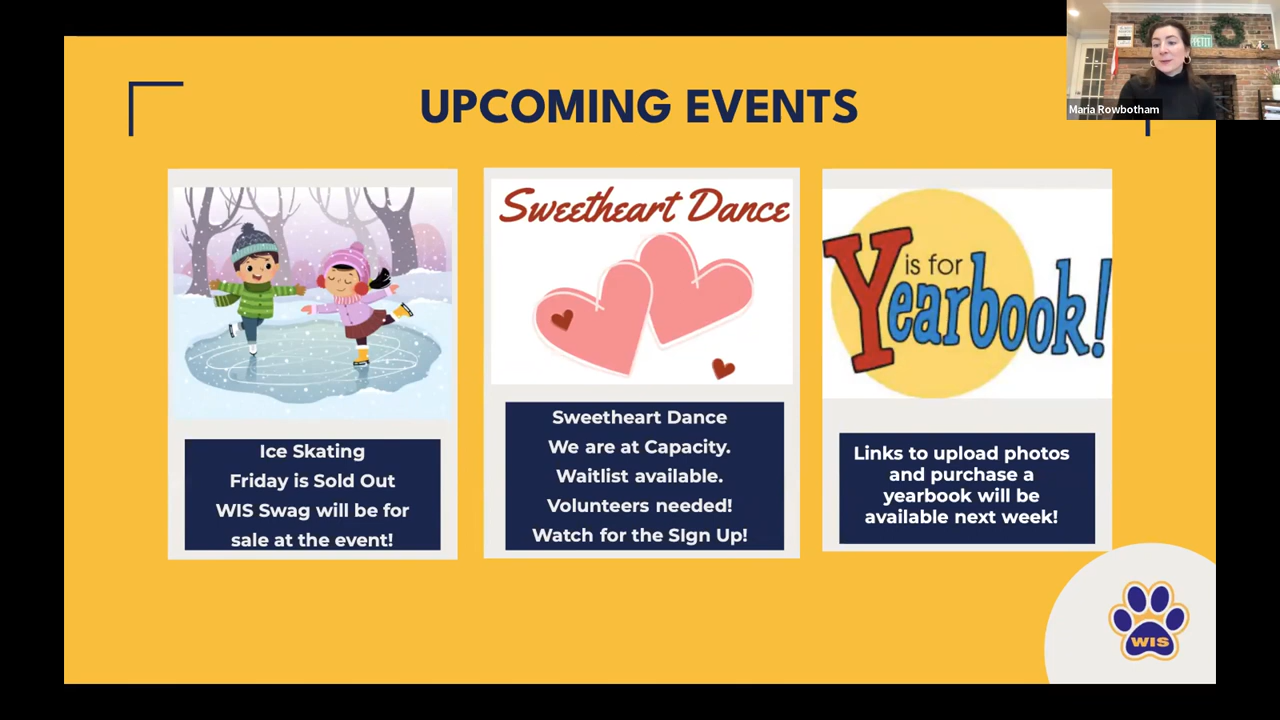 UPCOMING EVENTS
Maria Rowbotham
Sweetheart Dance
Y is for
Yearbook!
Ice Skating
Friday is Sold Out
WIS Swag will be for
sale at the event!
Sweetheart Dance
We are at Capacity.
Waitlist available.
Volunteers needed!
Watch for the SIgn Up!
Links to upload photos
and purchase a
yearbook will be
available next week!
WIS